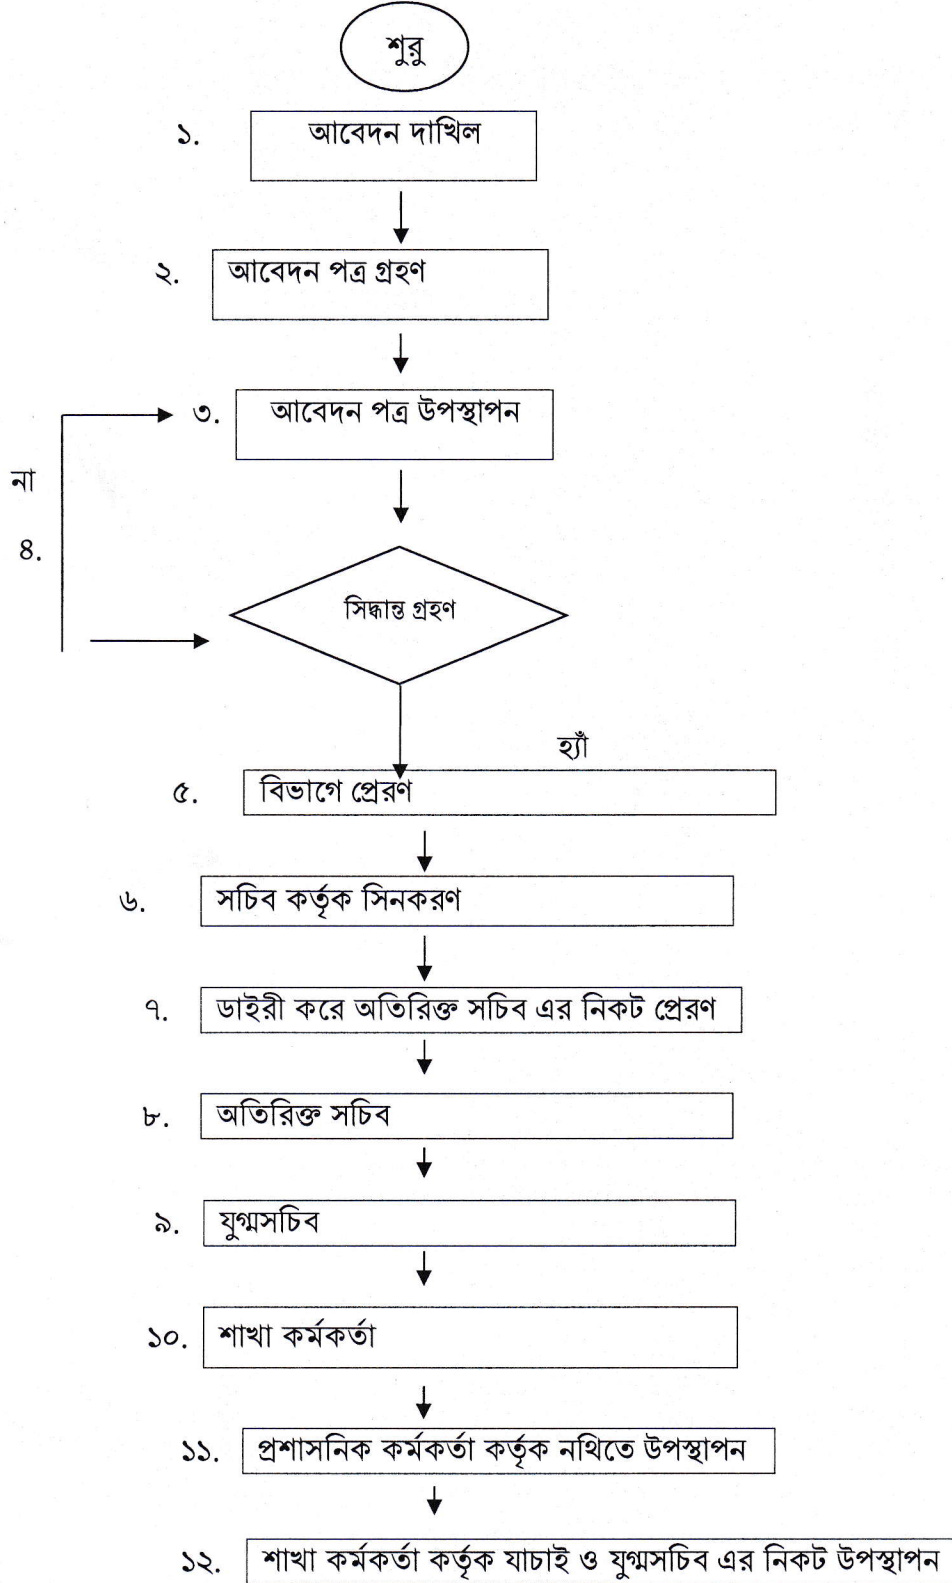 শুরু
১. আবেদন দাখিল
২. আবেদন পত্র গ্রহণ
৩. আবেদন পত্র উপস্থাপন
না
৪.
সিদ্ধান্ত গ্রহণ
হ্যাঁ
৫. বিভাগে প্রেরণ
৬. সচিব কর্তৃক সিনকরণ
৭. ডাইরী করে অতিরিক্ত সচিব এর নিকট প্রেরণ
৮. অতিরিক্ত সচিব
৯. যুগ্মসচিব
১০. শাখা কর্মকর্তা
১১. প্রশাসনিক কর্মকর্তা কর্তৃক নথিতে উপস্থাপন
১২. শাখা কর্মকর্তা কর্তৃক যাচাই ও যুগ্মসচিব এর নিকট উপস্থাপন